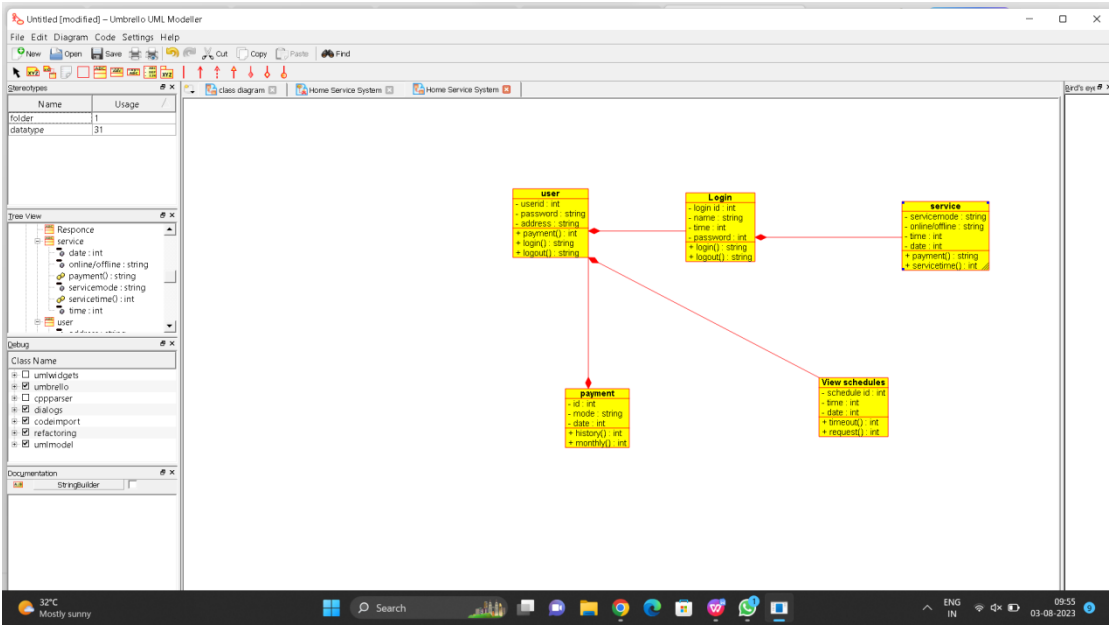 Untitled [modified] – Umbrello UML Modeller
File Edit Diagram Code Settings Help
New Open Save Cut Copy Paste Find
Stereotypes
class diagram
Home Service System
Home Service System
Bird's eye
Name Usage
folder 1
datatype 31
Tree View
Responce
service
date : int
online/offline : string
payment() : string
servicemode : string
servicetime() : int
time : int
user
Debug
Class Name
umlwidgets
umbrello
cppparser
dialogs
codeimport
refactoring
umlmodel
Documentation
StringBuilder
user
- userid : int
- password : string
- address : string
+ payment() : int
+ login() : string
+ logout() : string
Login
- login id : int
- name : string
- time : int
- password : int
+ login() : string
+ logout() : string
service
- servicemode : string
- online/offline : string
- time : int
- date : int
+ payment() : string
+ servicetime() : int
payment
- id : int
- mode : string
- date : int
+ history() : int
+ monthly() : int
View schedules
- schedule id : int
- time : int
- date : int
+ timeout() : int
+ request() : int
32°C
Mostly sunny
Search
ENG
IN
09:55
03-08-2023
9